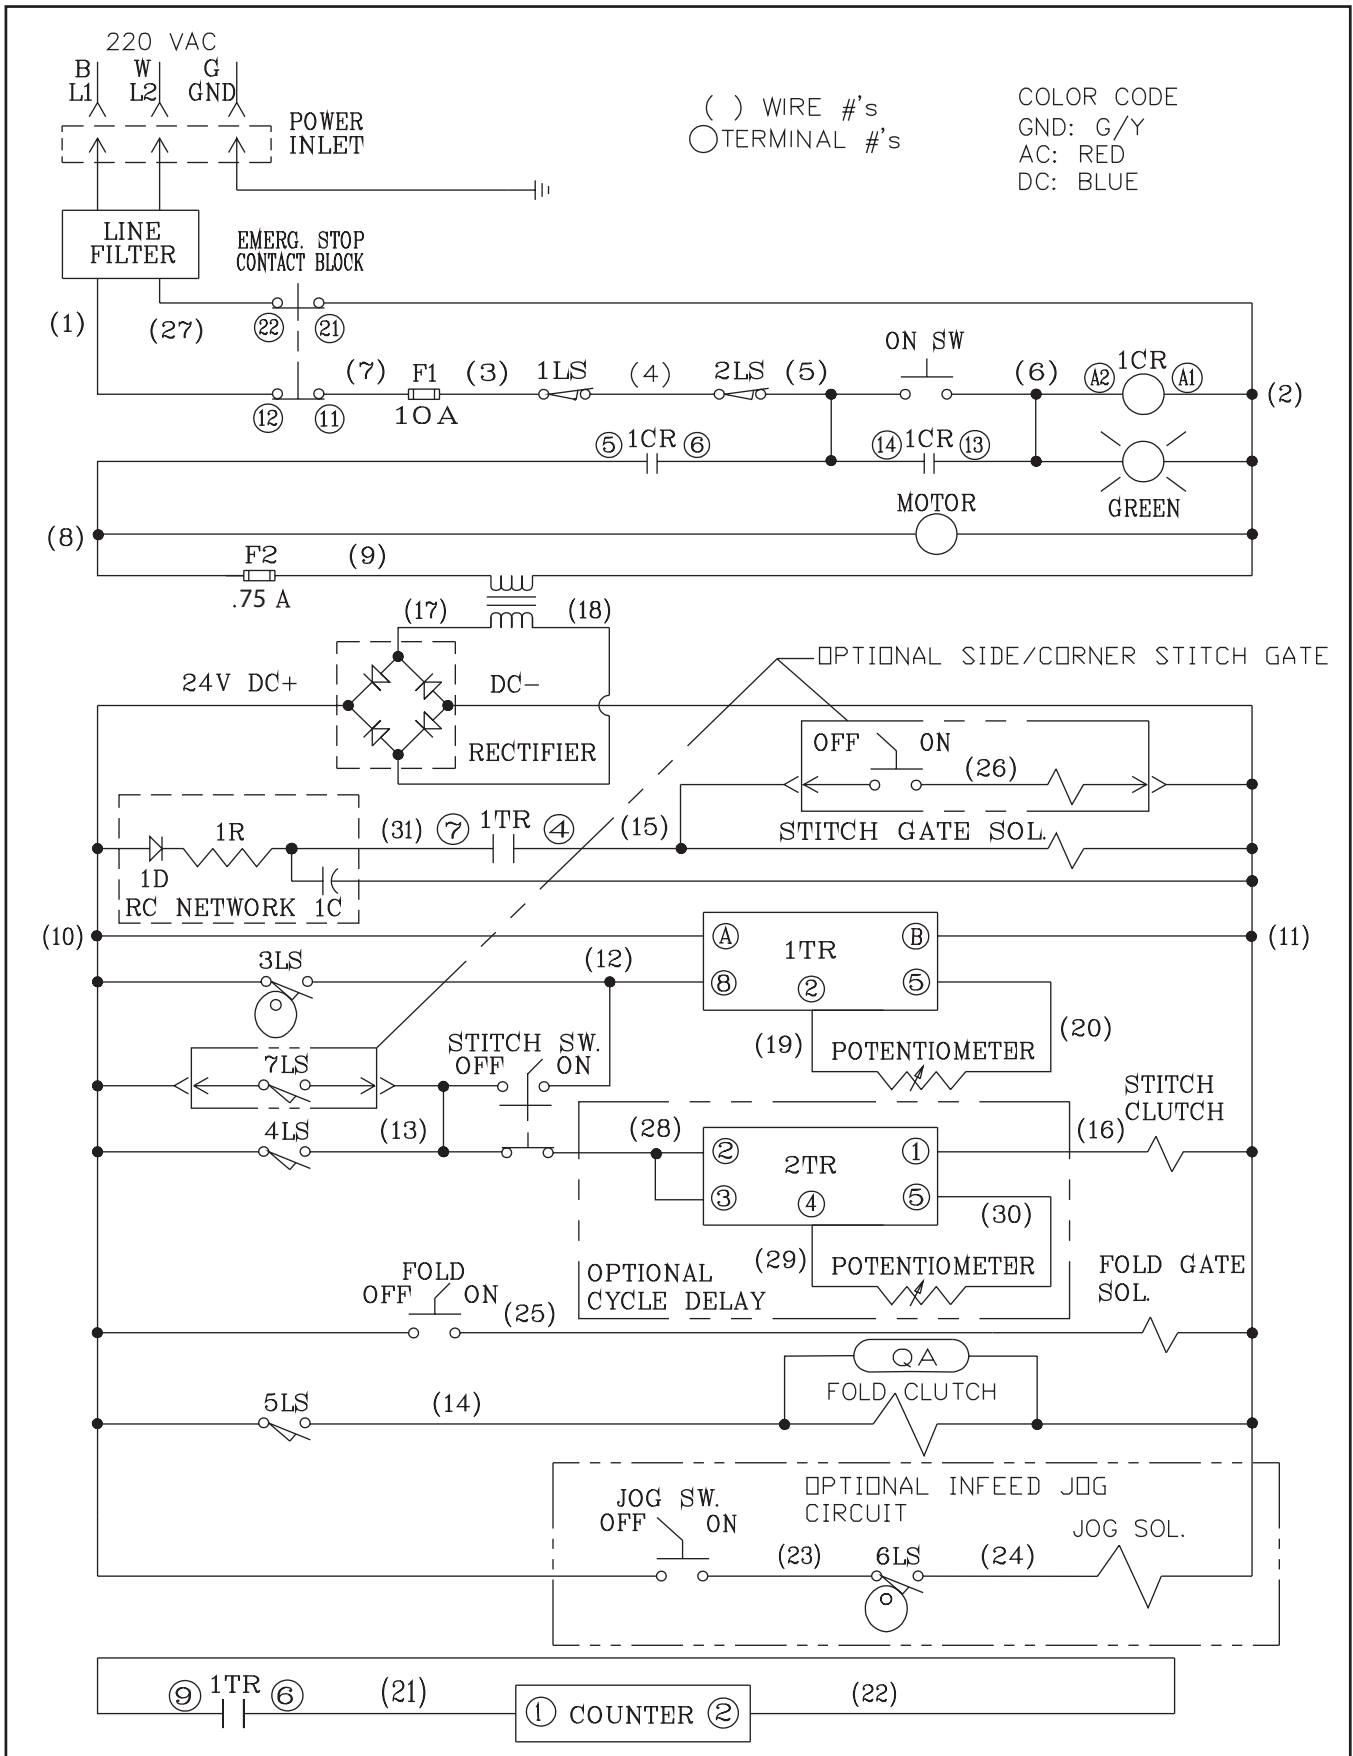 220 VAC
B W G
L1 L2 GND
POWER
INLET
( ) WIRE #'s
TERMINAL #'s
COLOR CODE
GND: G/Y
AC: RED
DC: BLUE
LINE
FILTER
EMERG. STOP
CONTACT BLOCK
(1) (27) 22 21
ON SW
(7) F1 (3) 1LS (4) 2LS (5) (6) A2 1CR A1
(2)
12 11 10A
5 1CR 6 14 1CR 13
MOTOR GREEN
(8) F2 (9)
.75 A
(17) (18)
OPTIONAL SIDE/CORNER STITCH GATE
24V DC+ DC-
RECTIFIER
OFF ON (26)
1R (31) 7 1TR 4 (15) STITCH GATE SOL.
1D
RC NETWORK 1C
(10) A 1TR B (11)
3LS (12) 8 2 5
(19) POTENTIOMETER (20)
7LS STITCH SW.
OFF ON
STITCH
CLUTCH
4LS (13) (28) 2 2TR 1 (16)
3 4 5
(29) POTENTIOMETER (30)
OPTIONAL
CYCLE DELAY
FOLD GATE
SOL.
FOLD
OFF ON (25)
QA
FOLD CLUTCH
5LS (14)
OPTIONAL INFEED JOG
CIRCUIT
JOG SW.
OFF ON
JOG SOL.
(23) 6LS (24)
9 1TR 6 (21) 1 COUNTER 2 (22)